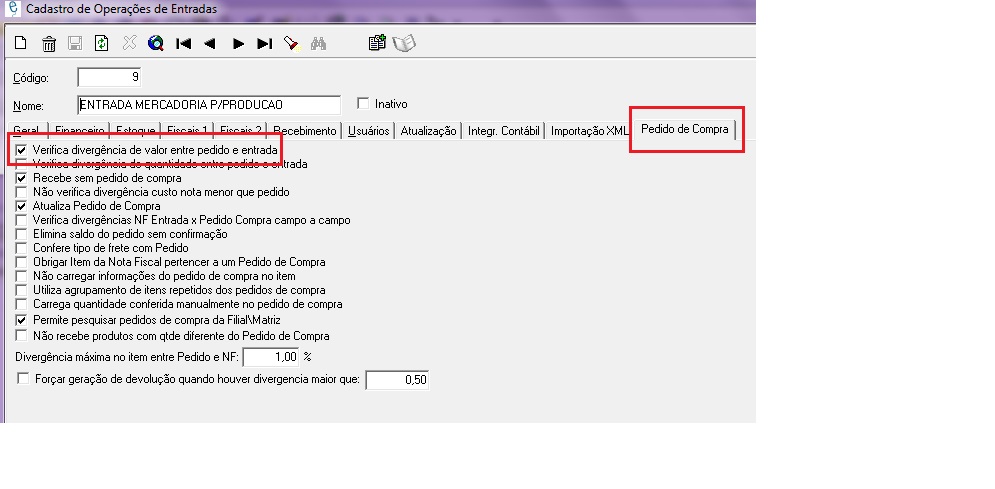 Cadastro de Operações de Entradas
Código: 9
Nome: ENTRADA MERCADORIA P/PRODUCAO Inativo
Geral Financeiro Estoque Fiscais 1 Fiscais 2 Recebimento Usuários Atualização Integr. Contábil Importação XML Pedido de Compra
Verifica divergência de valor entre pedido e entrada
Verifica divergência de quantidade entre pedido e entrada
Recebe sem pedido de compra
Não verifica divergência custo nota menor que pedido
Atualiza Pedido de Compra
Verifica divergências NF Entrada x Pedido Compra campo a campo
Elimina saldo do pedido sem confirmação
Confere tipo de frete com Pedido
Obrigar Item da Nota Fiscal pertencer a um Pedido de Compra
Não carregar informações do pedido de compra no item
Utiliza agrupamento de itens repetidos dos pedidos de compra
Carrega quantidade conferida manualmente no pedido de compra
Permite pesquisar pedidos de compra da Filial\Matriz
Não recebe produtos com qtde diferente do Pedido de Compra
Divergência máxima no item entre Pedido e NF: 1,00 %
Forçar geração de devolução quando houver divergencia maior que: 0,50